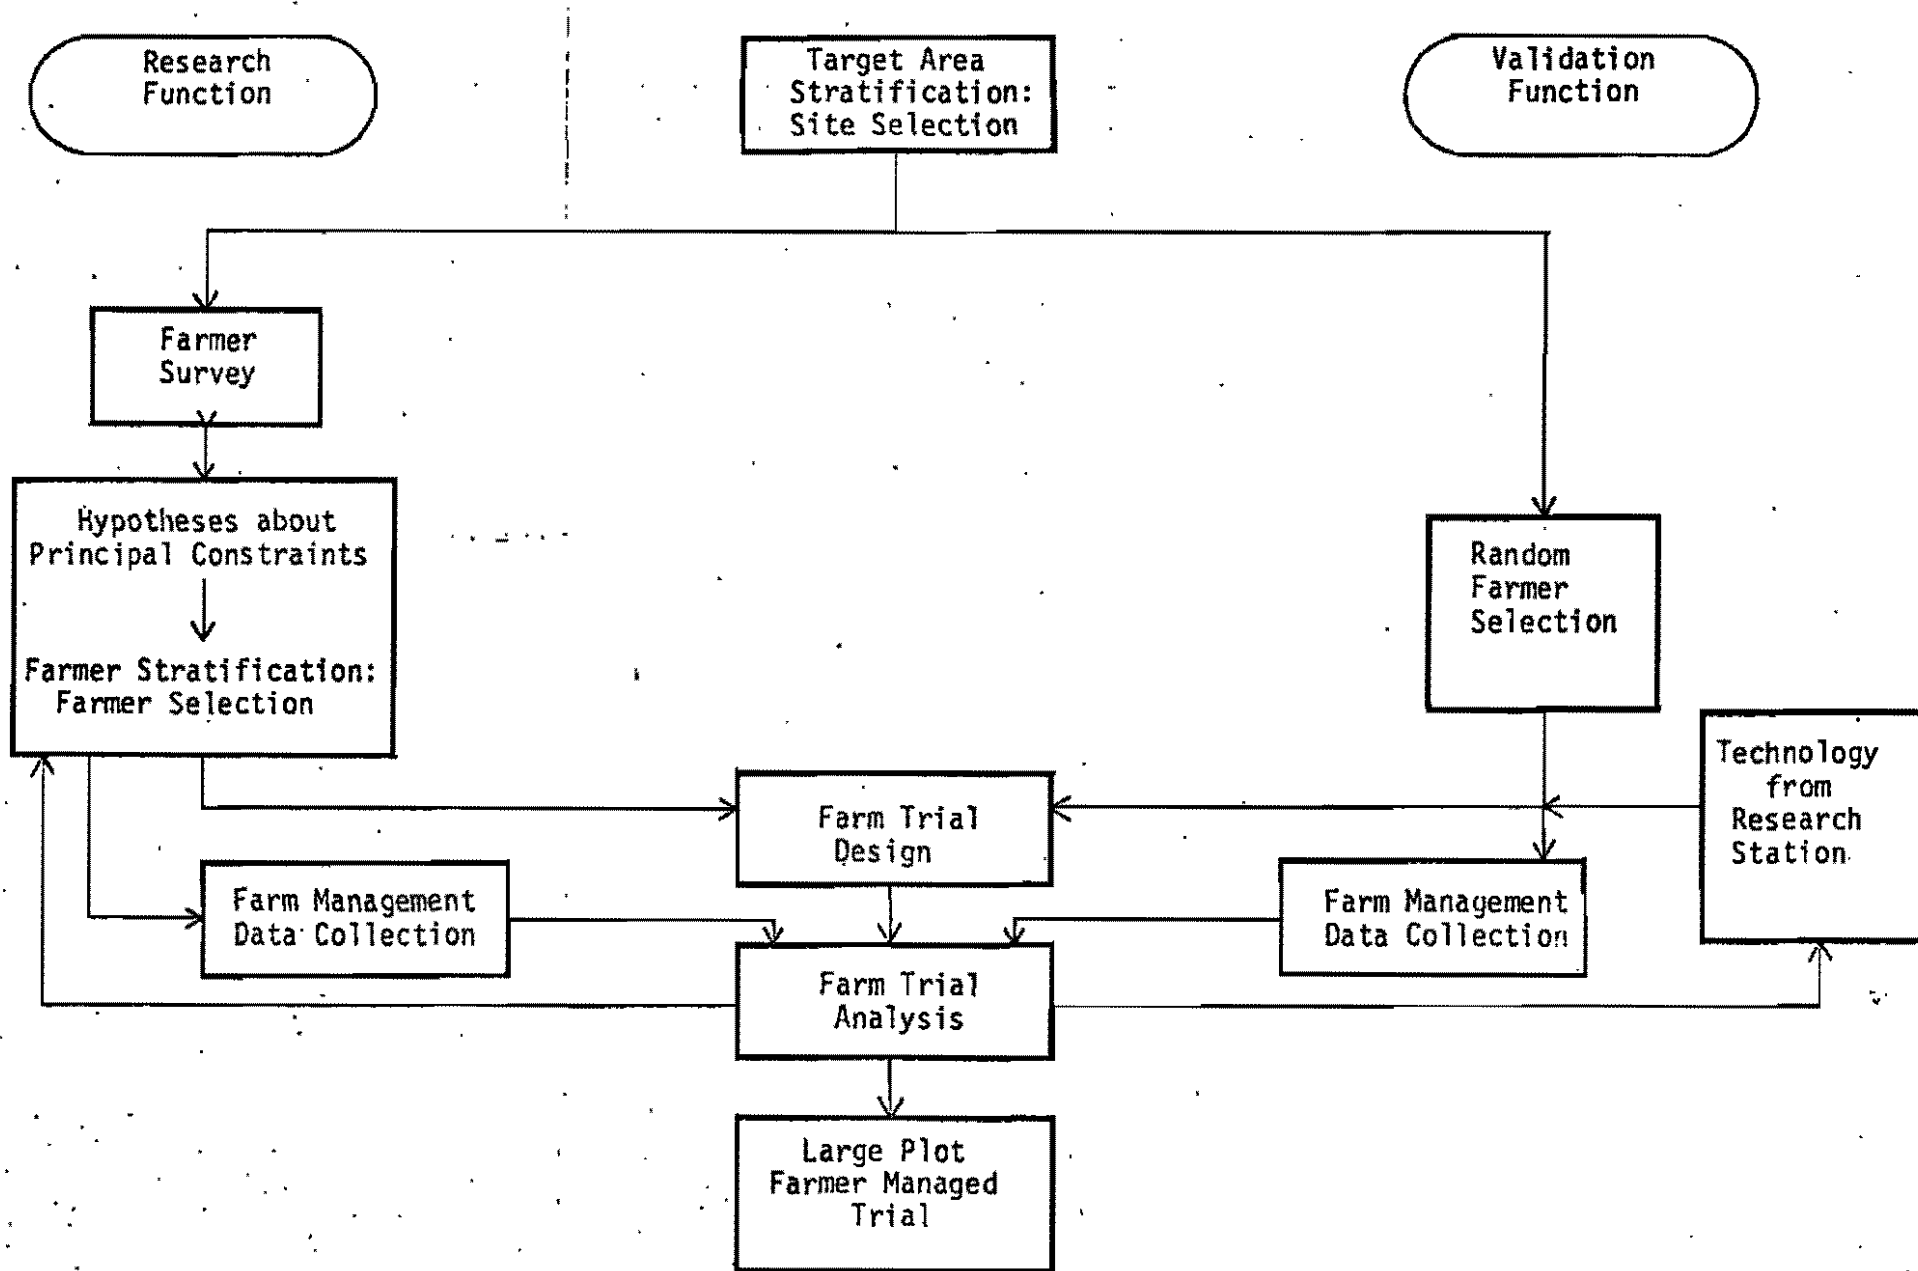 Research
Function
Target Area
Stratification:
Site Selection
Validation
Function
Farmer
Survey
Hypotheses about
Principal Constraints
Farmer Stratification:
Farmer Selection
Random
Farmer
Selection
Technology
from
Research
Station
Farm Trial
Design
Farm Management
Data Collection
Farm Management
Data Collection
Farm Trial
Analysis
Large Plot
Farmer Managed
Trial